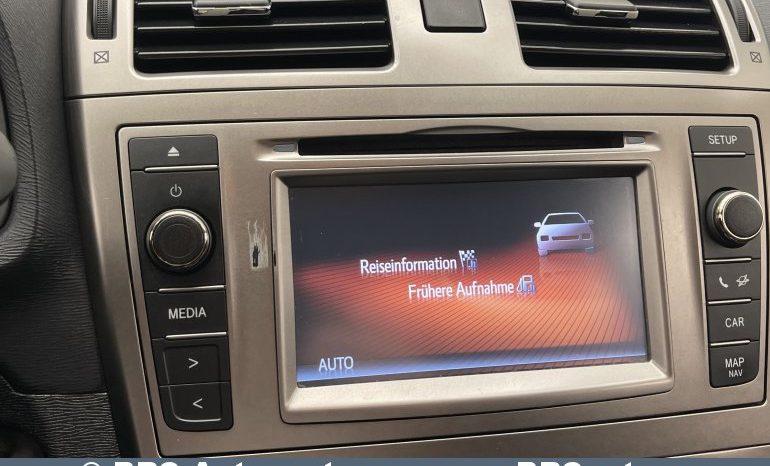 SETUP
MEDIA
Reiseinformation
Frühere Aufnahme
AUTO
CAR
MAP
NAV
>
<